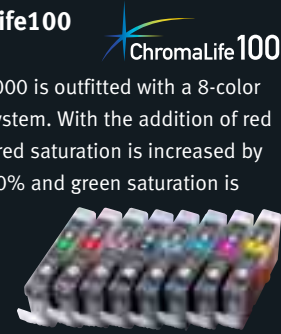 ife100
ChromaLife100
000 is outfitted with a 8-color
ystem. With the addition of red
red saturation is increased by
0% and green saturation is